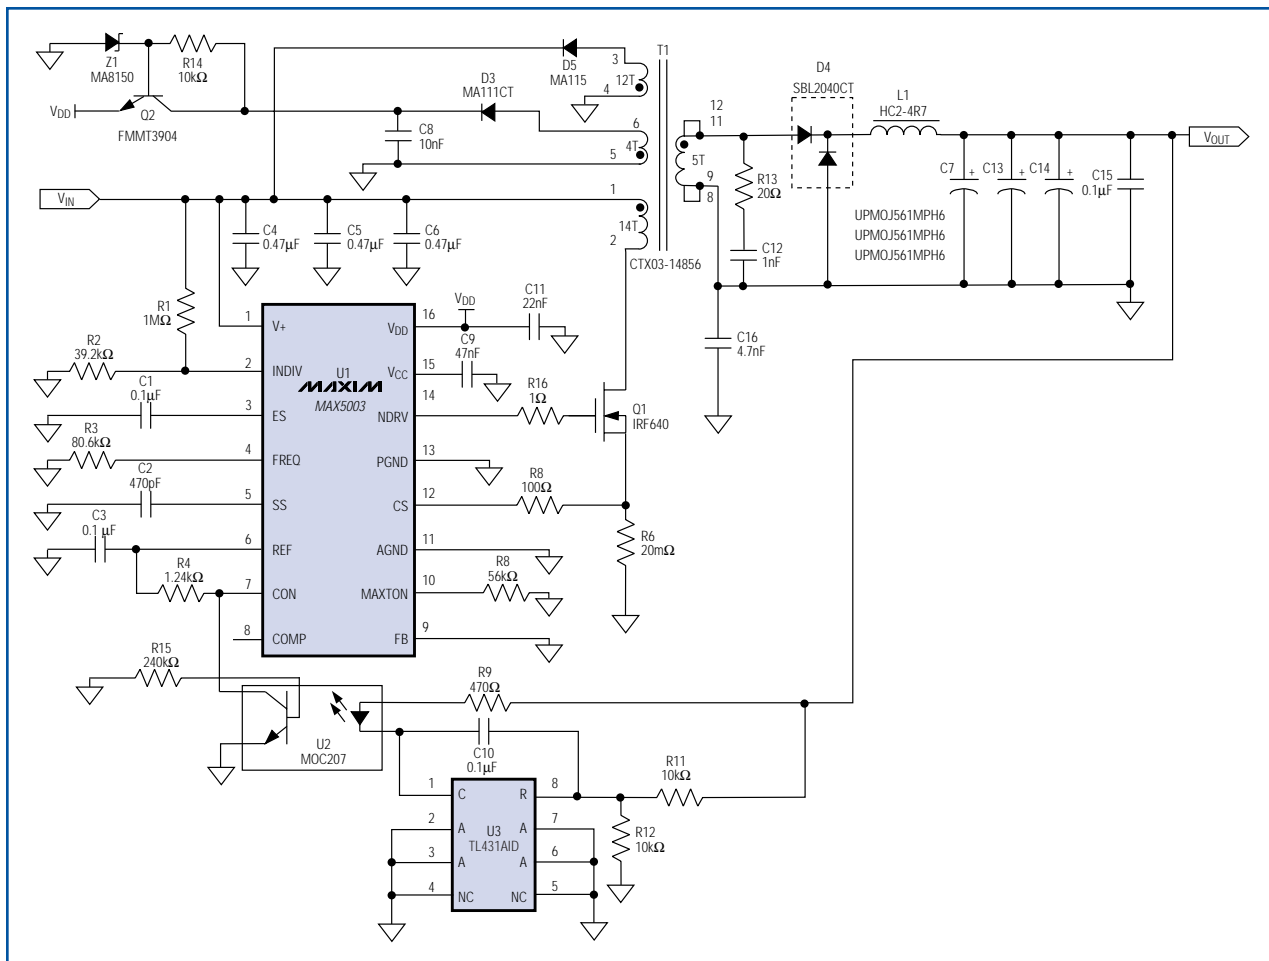 Z1
MA8150
R14
10kΩ
VDD
Q2
FMMT3904
D5
MA115
D3
MA111CT
C8
10nF
T1
3
12T
4
6
4T
5
1
14T
2
CTX03-14856
12
11
5T
9
8
D4
SBL2040CT
L1
HC2-4R7
R13
20Ω
C12
1nF
C7
+
C13
+
C14
+
C15
0.1µF
VOUT
UPMOJ561MPH6
UPMOJ561MPH6
UPMOJ561MPH6
C16
4.7nF
VIN
C4
0.47µF
C5
0.47µF
C6
0.47µF
R1
1MΩ
R2
39.2kΩ
C1
0.1µF
R3
80.6kΩ
C2
470pF
C3
0.1 µF
R4
1.24kΩ
1
V+
2
INDIV
3
ES
4
FREQ
5
SS
6
REF
7
CON
8
COMP
U1
MAXIM
MAX5003
VDD
16
VCC
15
NDRV
14
PGND
13
CS
12
AGND
11
MAXTON
10
FB
9
VDD
C11
22nF
C9
47nF
R16
1Ω
Q1
IRF640
R8
100Ω
R6
20mΩ
R8
56kΩ
R15
240kΩ
U2
MOC207
R9
470Ω
C10
0.1µF
R11
10kΩ
R12
10kΩ
1
C
2
A
3
A
4
NC
U3
TL431AID
R
8
A
7
A
6
NC
5